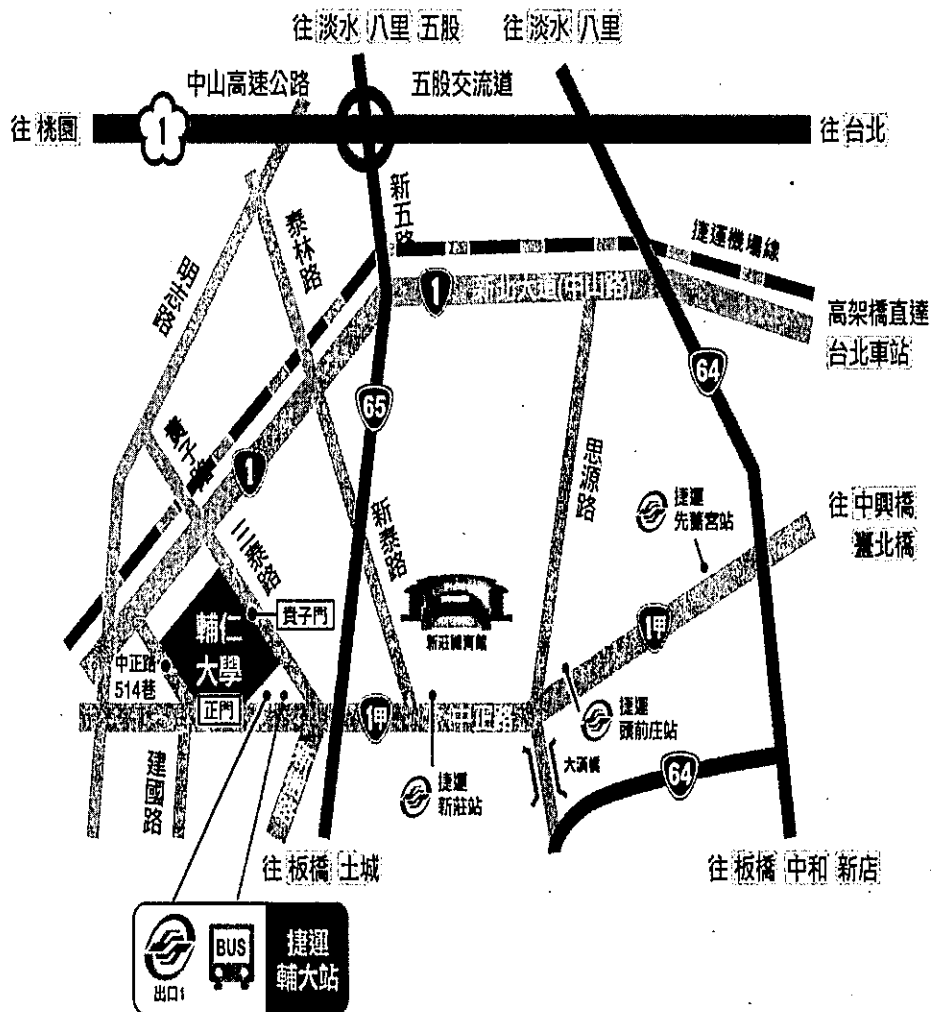 往 淡水 八里 五股
往 淡水 八里
中山高速公路
五股交流道
往 桃園
1
往 台北
新五路
泰林路
捷運機場線
1
新北大道(中山路)
高架橋直達
台北車站
64
65
貴子路
1
思源路
捷運
先嗇宮站
往 中興橋
臺北橋
新泰路
三泰路
貴子門
新莊體育館
輔仁
大學
1甲
中正路
514巷
正門
1甲
中正路
捷運
頭前庄站
大漢橋
64
建國路
捷運
新莊站
往 板橋 土城
往 板橋 中和 新店
BUS
捷運
輔大站
出口1